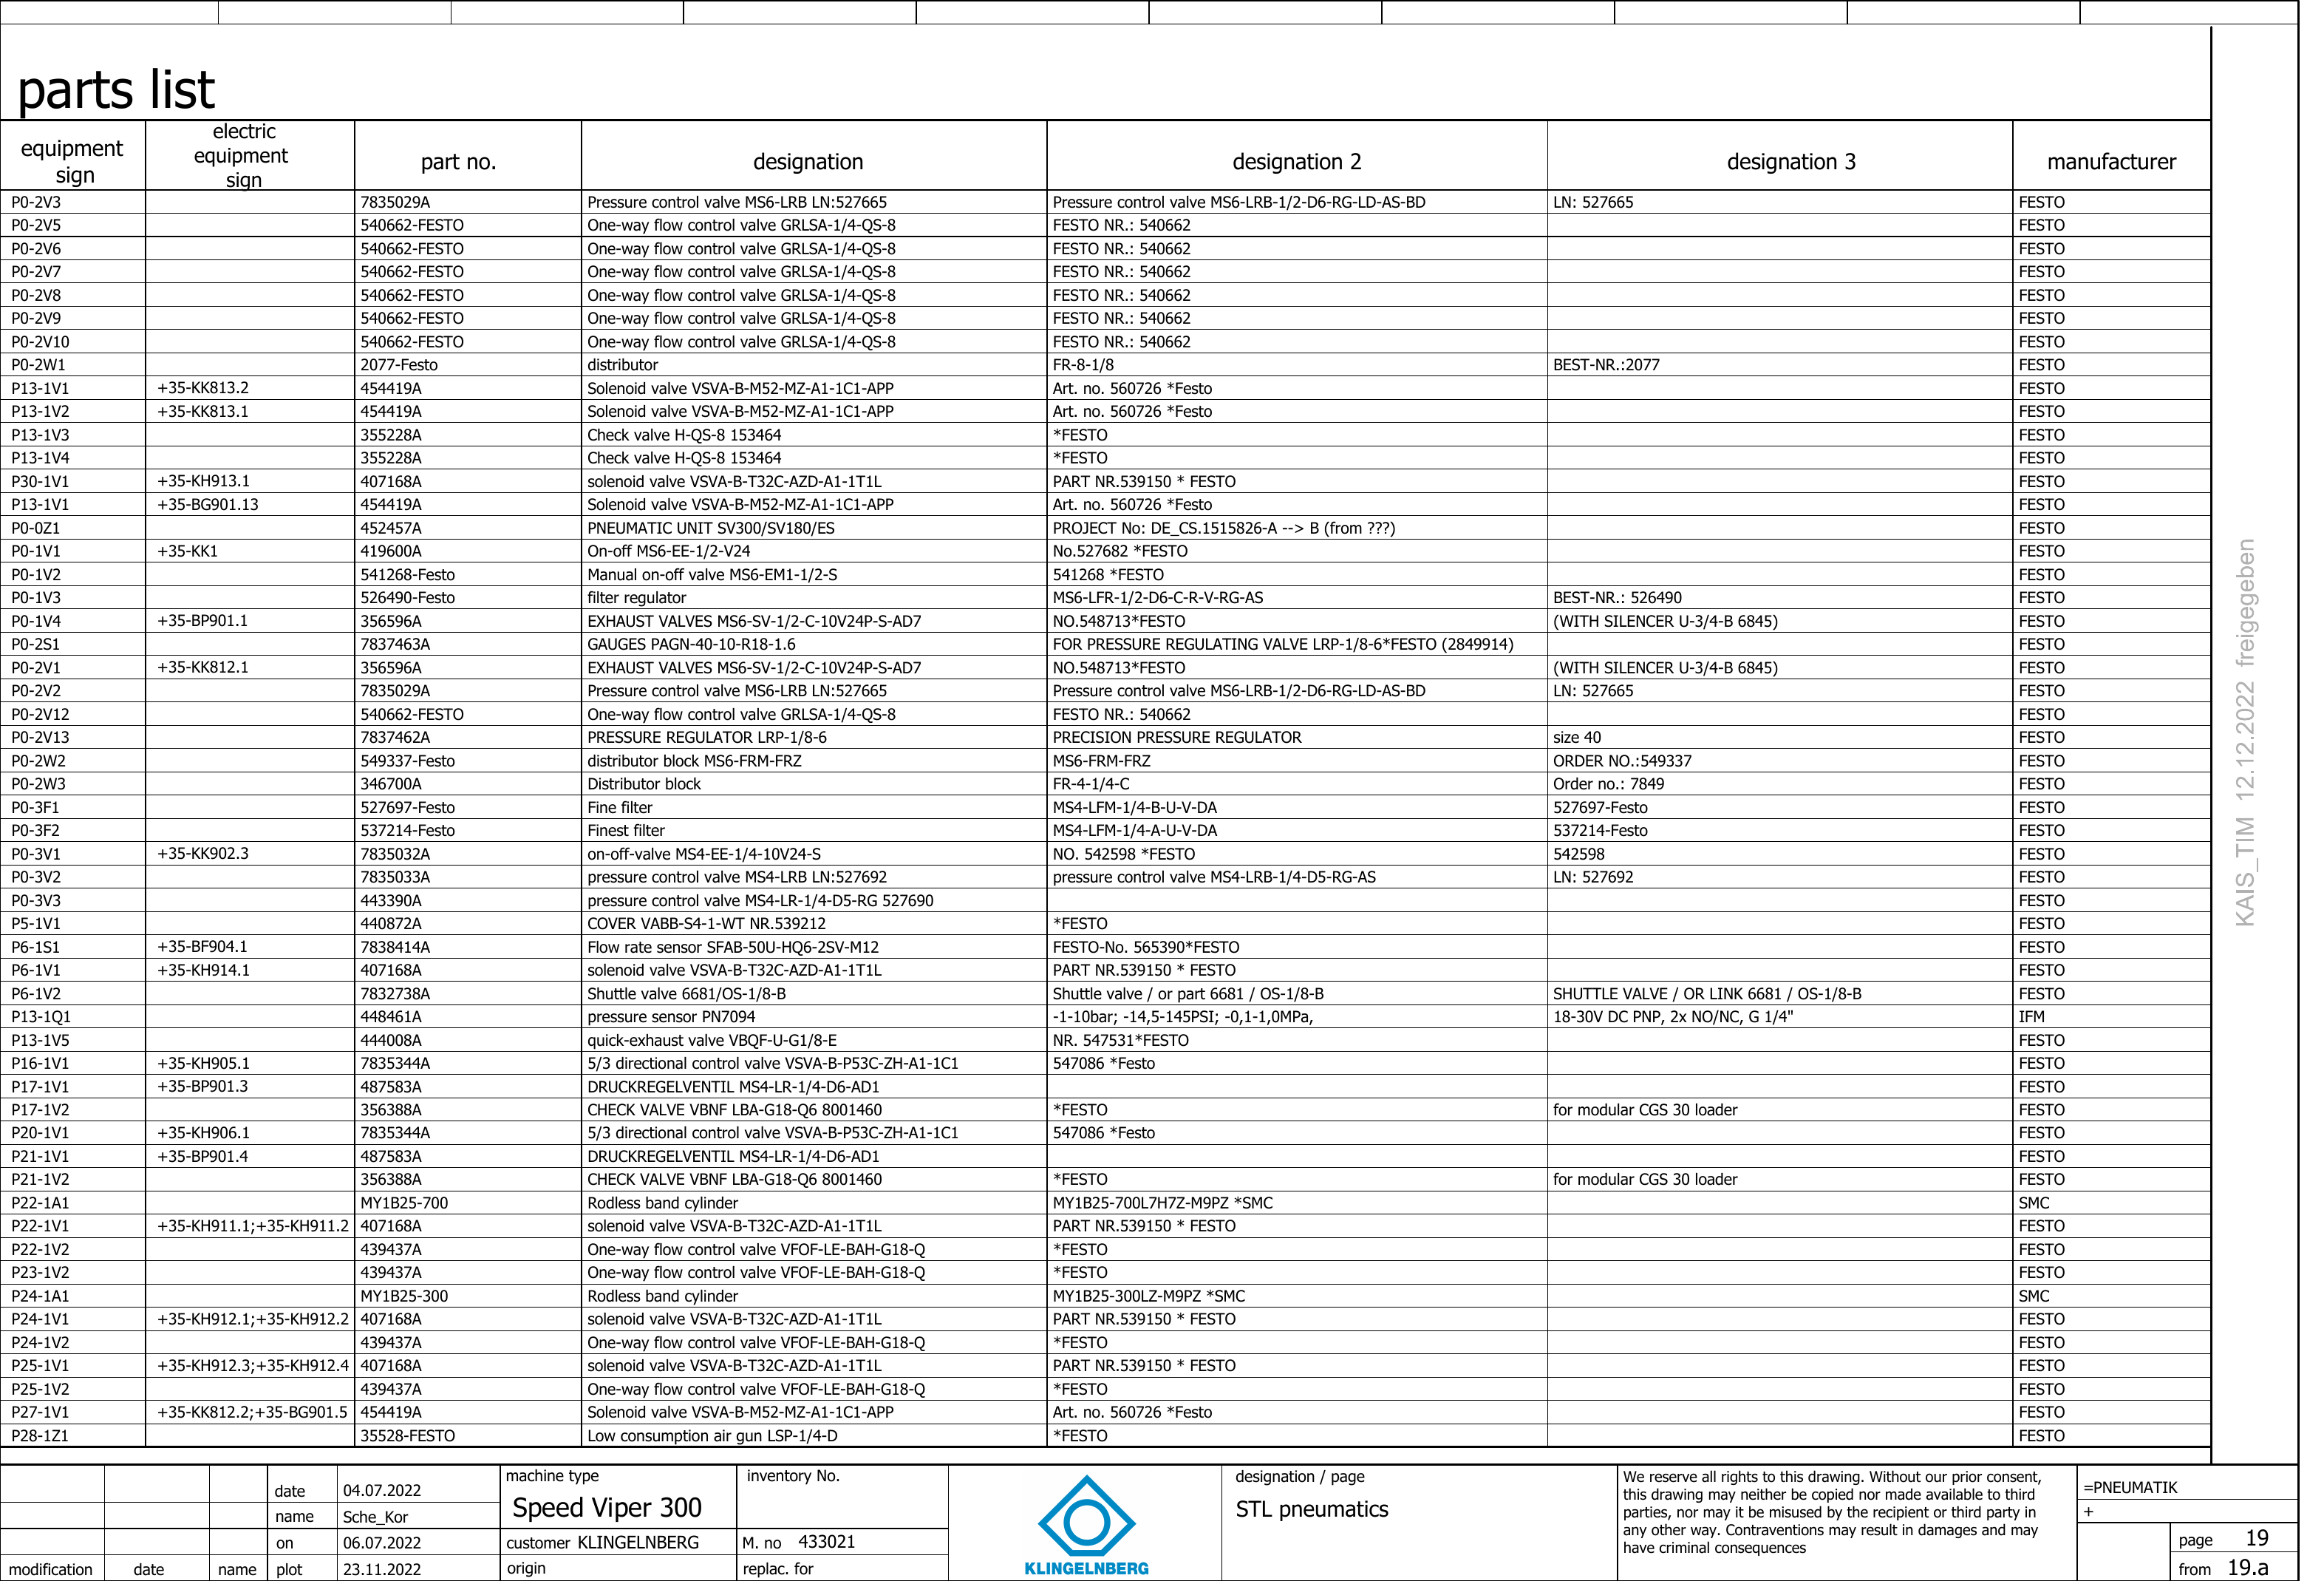 parts list
equipment sign electric equipment sign part no. designation designation 2 designation 3 manufacturer
P0-2V3 7835029A Pressure control valve MS6-LRB LN:527665 Pressure control valve MS6-LRB-1/2-D6-RG-LD-AS-BD LN: 527665 FESTO
P0-2V5 540662-FESTO One-way flow control valve GRLSA-1/4-QS-8 FESTO NR.: 540662 FESTO
P0-2V6 540662-FESTO One-way flow control valve GRLSA-1/4-QS-8 FESTO NR.: 540662 FESTO
P0-2V7 540662-FESTO One-way flow control valve GRLSA-1/4-QS-8 FESTO NR.: 540662 FESTO
P0-2V8 540662-FESTO One-way flow control valve GRLSA-1/4-QS-8 FESTO NR.: 540662 FESTO
P0-2V9 540662-FESTO One-way flow control valve GRLSA-1/4-QS-8 FESTO NR.: 540662 FESTO
P0-2V10 540662-FESTO One-way flow control valve GRLSA-1/4-QS-8 FESTO NR.: 540662 FESTO
P0-2W1 2077-Festo distributor FR-8-1/8 BEST-NR.:2077 FESTO
P13-1V1 +35-KK813.2 454419A Solenoid valve VSVA-B-M52-MZ-A1-1C1-APP Art. no. 560726 *Festo FESTO
P13-1V2 +35-KK813.1 454419A Solenoid valve VSVA-B-M52-MZ-A1-1C1-APP Art. no. 560726 *Festo FESTO
P13-1V3 355228A Check valve H-QS-8 153464 *FESTO FESTO
P13-1V4 355228A Check valve H-QS-8 153464 *FESTO FESTO
P30-1V1 +35-KH913.1 407168A solenoid valve VSVA-B-T32C-AZD-A1-1T1L PART NR.539150 * FESTO FESTO
P13-1V1 +35-BG901.13 454419A Solenoid valve VSVA-B-M52-MZ-A1-1C1-APP Art. no. 560726 *Festo FESTO
P0-0Z1 452457A PNEUMATIC UNIT SV300/SV180/ES PROJECT No: DE_CS.1515826-A --> B (from ???) FESTO
P0-1V1 +35-KK1 419600A On-off MS6-EE-1/2-V24 No.527682 *FESTO FESTO
P0-1V2 541268-Festo Manual on-off valve MS6-EM1-1/2-S 541268 *FESTO FESTO
P0-1V3 526490-Festo filter regulator MS6-LFR-1/2-D6-C-R-V-RG-AS BEST-NR.: 526490 FESTO
P0-1V4 +35-BP901.1 356596A EXHAUST VALVES MS6-SV-1/2-C-10V24P-S-AD7 NO.548713*FESTO (WITH SILENCER U-3/4-B 6845) FESTO
P0-2S1 7837463A GAUGES PAGN-40-10-R18-1.6 FOR PRESSURE REGULATING VALVE LRP-1/8-6*FESTO (2849914) FESTO
P0-2V1 +35-KK812.1 356596A EXHAUST VALVES MS6-SV-1/2-C-10V24P-S-AD7 NO.548713*FESTO (WITH SILENCER U-3/4-B 6845) FESTO
P0-2V2 7835029A Pressure control valve MS6-LRB LN:527665 Pressure control valve MS6-LRB-1/2-D6-RG-LD-AS-BD LN: 527665 FESTO
P0-2V12 540662-FESTO One-way flow control valve GRLSA-1/4-QS-8 FESTO NR.: 540662 FESTO
P0-2V13 7837462A PRESSURE REGULATOR LRP-1/8-6 PRECISION PRESSURE REGULATOR size 40 FESTO
P0-2W2 549337-Festo distributor block MS6-FRM-FRZ MS6-FRM-FRZ ORDER NO.:549337 FESTO
P0-2W3 346700A Distributor block FR-4-1/4-C Order no.: 7849 FESTO
P0-3F1 527697-Festo Fine filter MS4-LFM-1/4-B-U-V-DA 527697-Festo FESTO
P0-3F2 537214-Festo Finest filter MS4-LFM-1/4-A-U-V-DA 537214-Festo FESTO
P0-3V1 +35-KK902.3 7835032A on-off-valve MS4-EE-1/4-10V24-S NO. 542598 *FESTO 542598 FESTO
P0-3V2 7835033A pressure control valve MS4-LRB LN:527692 pressure control valve MS4-LRB-1/4-D5-RG-AS LN: 527692 FESTO
P0-3V3 443390A pressure control valve MS4-LR-1/4-D5-RG 527690 FESTO
P5-1V1 440872A COVER VABB-S4-1-WT NR.539212 *FESTO FESTO
P6-1S1 +35-BF904.1 7838414A Flow rate sensor SFAB-50U-HQ6-2SV-M12 FESTO-No. 565390*FESTO FESTO
P6-1V1 +35-KH914.1 407168A solenoid valve VSVA-B-T32C-AZD-A1-1T1L PART NR.539150 * FESTO FESTO
P6-1V2 7832738A Shuttle valve 6681/OS-1/8-B Shuttle valve / or part 6681 / OS-1/8-B SHUTTLE VALVE / OR LINK 6681 / OS-1/8-B FESTO
P13-1Q1 448461A pressure sensor PN7094 -1-10bar; -14,5-145PSI; -0,1-1,0MPa, 18-30V DC PNP, 2x NO/NC, G 1/4" IFM
P13-1V5 444008A quick-exhaust valve VBQF-U-G1/8-E NR. 547531*FESTO FESTO
P16-1V1 +35-KH905.1 7835344A 5/3 directional control valve VSVA-B-P53C-ZH-A1-1C1 547086 *Festo FESTO
P17-1V1 +35-BP901.3 487583A DRUCKREGELVENTIL MS4-LR-1/4-D6-AD1 FESTO
P17-1V2 356388A CHECK VALVE VBNF LBA-G18-Q6 8001460 *FESTO for modular CGS 30 loader FESTO
P20-1V1 +35-KH906.1 7835344A 5/3 directional control valve VSVA-B-P53C-ZH-A1-1C1 547086 *Festo FESTO
P21-1V1 +35-BP901.4 487583A DRUCKREGELVENTIL MS4-LR-1/4-D6-AD1 FESTO
P21-1V2 356388A CHECK VALVE VBNF LBA-G18-Q6 8001460 *FESTO for modular CGS 30 loader FESTO
P22-1A1 MY1B25-700 Rodless band cylinder MY1B25-700L7H7Z-M9PZ *SMC SMC
P22-1V1 +35-KH911.1;+35-KH911.2 407168A solenoid valve VSVA-B-T32C-AZD-A1-1T1L PART NR.539150 * FESTO FESTO
P22-1V2 439437A One-way flow control valve VFOF-LE-BAH-G18-Q *FESTO FESTO
P23-1V2 439437A One-way flow control valve VFOF-LE-BAH-G18-Q *FESTO FESTO
P24-1A1 MY1B25-300 Rodless band cylinder MY1B25-300LZ-M9PZ *SMC SMC
P24-1V1 +35-KH912.1;+35-KH912.2 407168A solenoid valve VSVA-B-T32C-AZD-A1-1T1L PART NR.539150 * FESTO FESTO
P24-1V2 439437A One-way flow control valve VFOF-LE-BAH-G18-Q *FESTO FESTO
P25-1V1 +35-KH912.3;+35-KH912.4 407168A solenoid valve VSVA-B-T32C-AZD-A1-1T1L PART NR.539150 * FESTO FESTO
P25-1V2 439437A One-way flow control valve VFOF-LE-BAH-G18-Q *FESTO FESTO
P27-1V1 +35-KK812.2;+35-BG901.5 454419A Solenoid valve VSVA-B-M52-MZ-A1-1C1-APP Art. no. 560726 *Festo FESTO
P28-1Z1 35528-FESTO Low consumption air gun LSP-1/4-D *FESTO FESTO
KAIS_TIM 12.12.2022 freigegeben
date 04.07.2022
name Sche_Kor
on 06.07.2022
modification date name plot 23.11.2022
machine type
Speed Viper 300
customer KLINGELNBERG
origin
inventory No.
M. no 433021
replac. for
KLINGELNBERG
designation / page
STL pneumatics
We reserve all rights to this drawing. Without our prior consent,
this drawing may neither be copied nor made available to third
parties, nor may it be misused by the recipient or third party in
any other way. Contraventions may result in damages and may
have criminal consequences
=PNEUMATIK
+
page 19
from 19.a